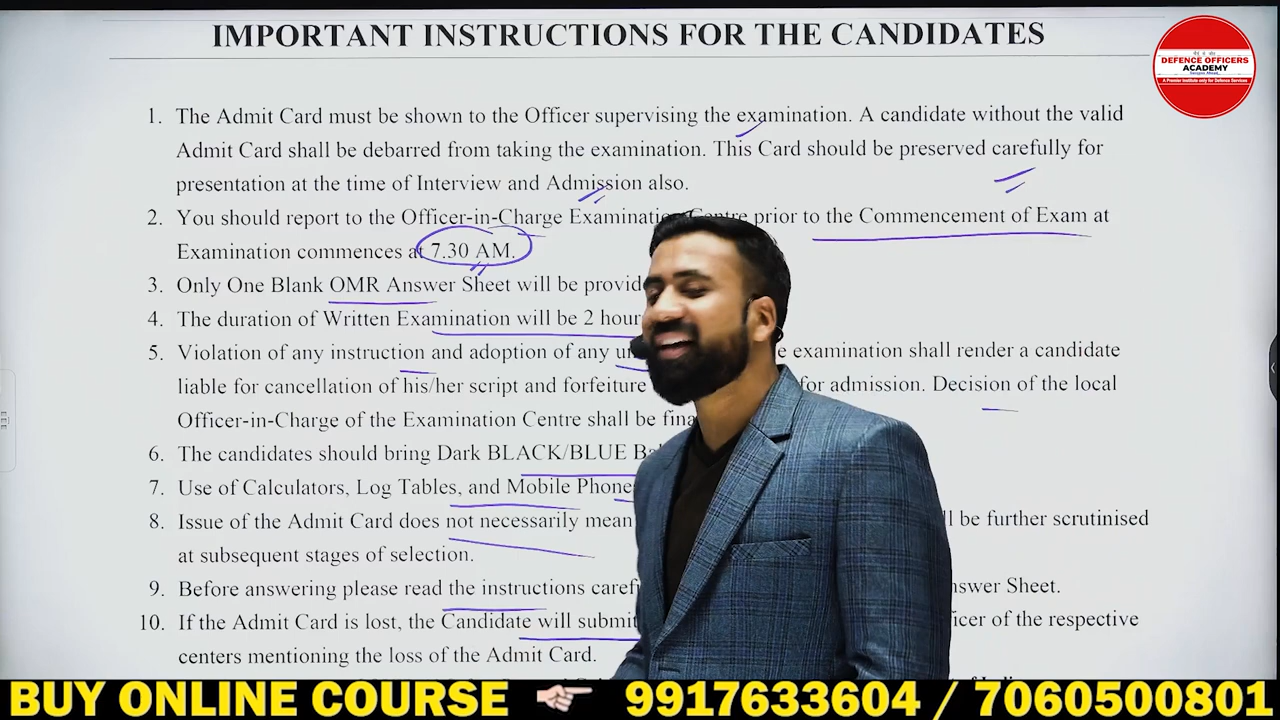 IMPORTANT INSTRUCTIONS FOR THE CANDIDATES
DEFENCE OFFICERS
ACADEMY
A Premier Institute only for Defence Services
1. The Admit Card must be shown to the Officer supervising the examination. A candidate without the valid
Admit Card shall be debarred from taking the examination. This Card should be preserved carefully for
presentation at the time of Interview and Admission also.
2. You should report to the Officer-in-Charge Examination Centre prior to the Commencement of Exam at
Examination commences at 7.30 AM.
3. Only One Blank OMR Answer Sheet will be
4. The duration of Written Examination will be 2
5. Violation of any instruction and adoption of any examination shall render a candidate
liable for cancellation of his/her script and forfeiture for admission. Decision of the local
Officer-in-Charge of the Examination Centre shall be
6. The candidates should bring Dark BLACK/BLUE
7. Use of Calculators, Log Tables, and Mobile
8. Issue of the Admit Card does not necessarily mean be further scrutinised
at subsequent stages of selection.
9. Before answering please read the instructions Sheet.
10. If the Admit Card is lost, the Candidate will submit of the respective
centers mentioning the loss of the Admit Card.
BUY ONLINE COURSE 9917633604 / 7060500801